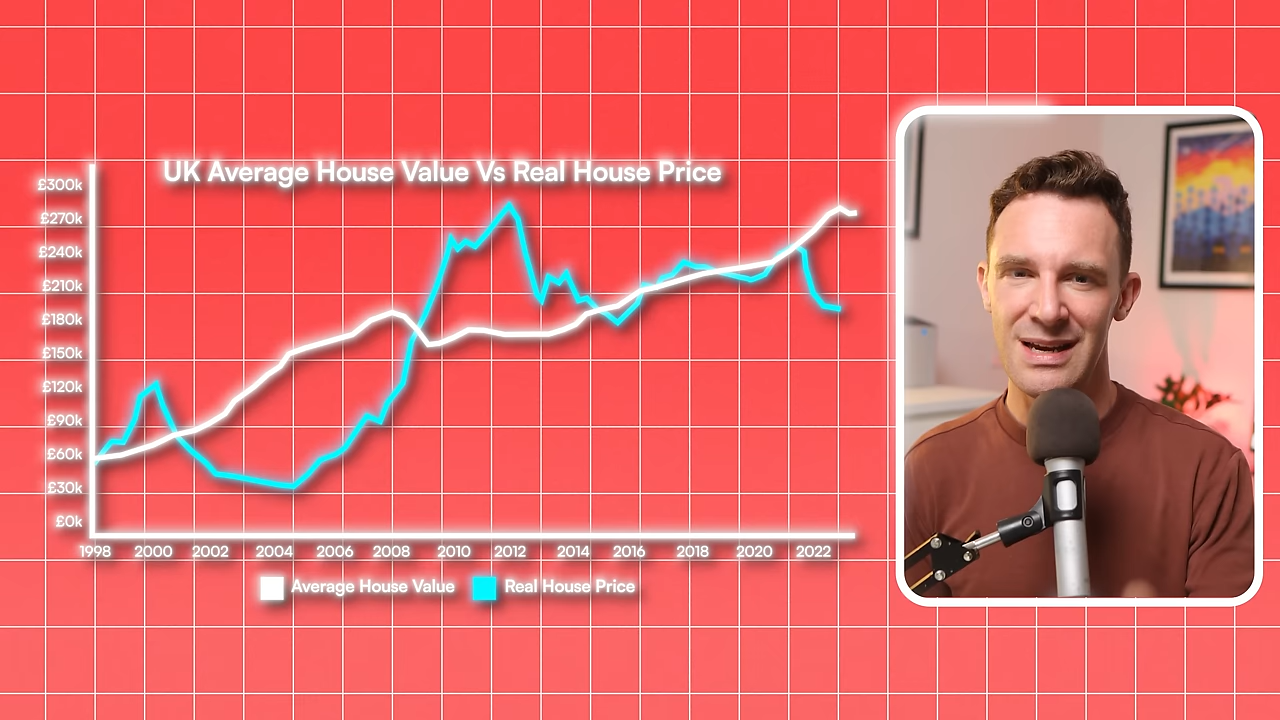 UK Average House Value Vs Real House Price
£300k
£270k
£240k
£210k
£180k
£150k
£120k
£90k
£60k
£30k
£0k
1998 2000 2002 2004 2006 2008 2010 2012 2014 2016 2018 2020 2022
Average House Value Real House Price